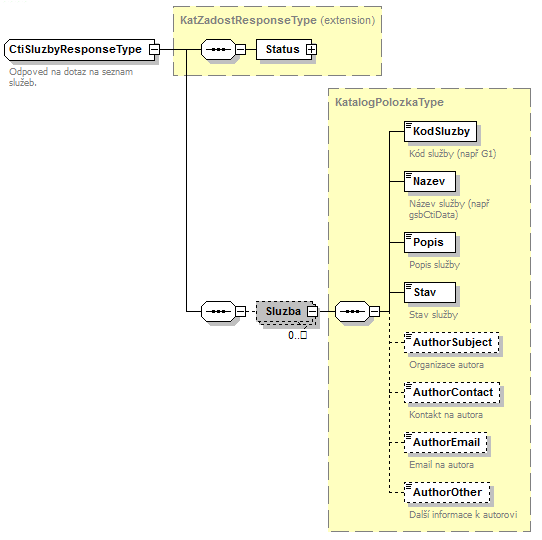 KatZadostResponseType (extension)
CtiSluzbyResponseType
Status
Odpoved na dotaz na seznam
služeb.
KatalogPolozkaType
KodSluzby
Kód služby (např G1)
Nazev
Název služby (např
gsbCtiData)
Popis
Popis služby
Stav
Stav služby
Sluzba
0..
AuthorSubject
Organizace autora
AuthorContact
Kontakt na autora
AuthorEmail
Email na autora
AuthorOther
Další informace k autorovi